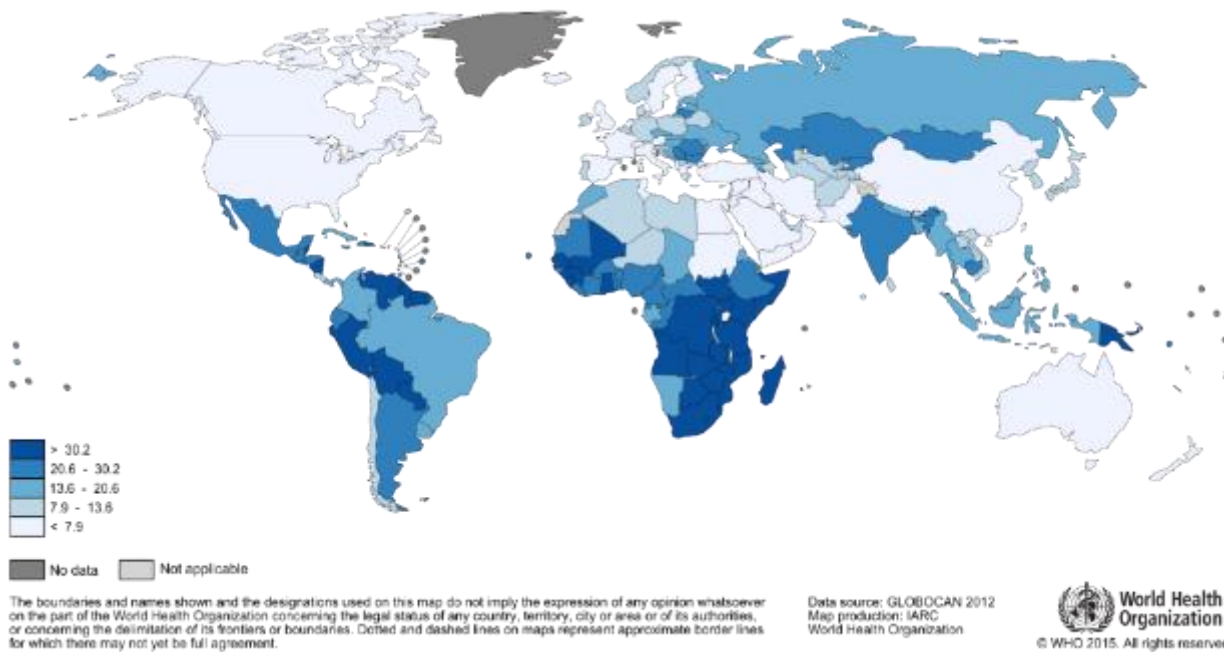 > 30.2
20.6 - 30.2
13.6 - 20.6
7.9 - 13.6
< 7.9
No data
Not applicable
The boundaries and names shown and the designations used on this map do not imply the expression of any opinion whatsoever
on the part of the World Health Organization concerning the legal status of any country, territory, city or area or of its authorities,
or concerning the delimitation of its frontiers or boundaries. Dotted and dashed lines on maps represent approximate border lines
for which there may not yet be full agreement.
Data source: GLOBOCAN 2012
Map production: IARC
World Health Organization
World Health
Organization
© WHO 2015. All rights reserve